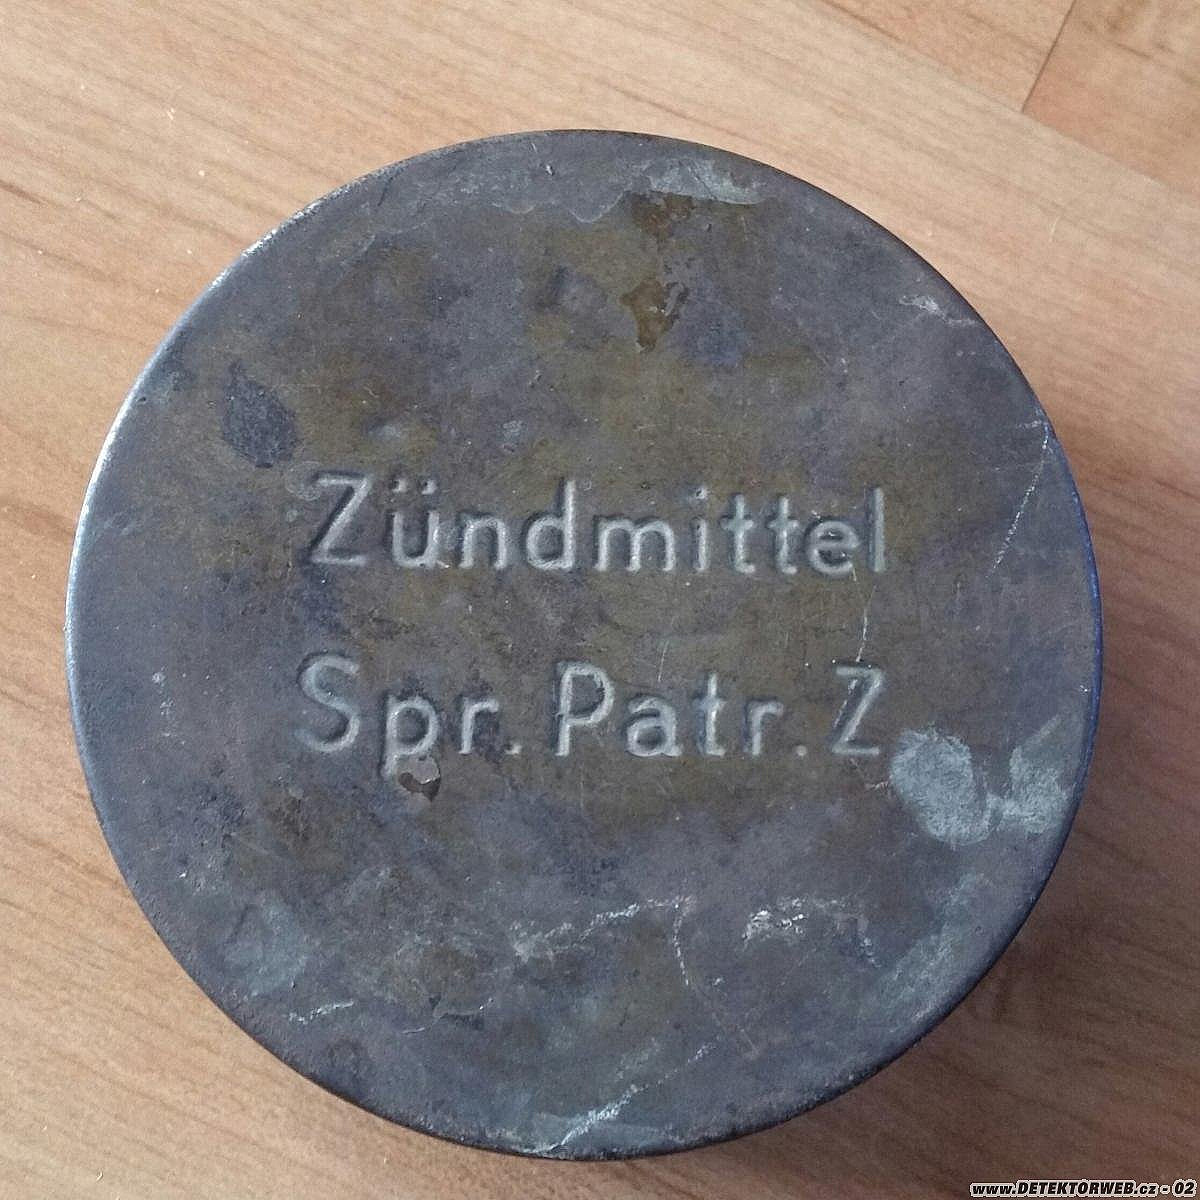 Zündmittel
Spr. Patr. Z
www.DETEKTORWEB.cz - 02